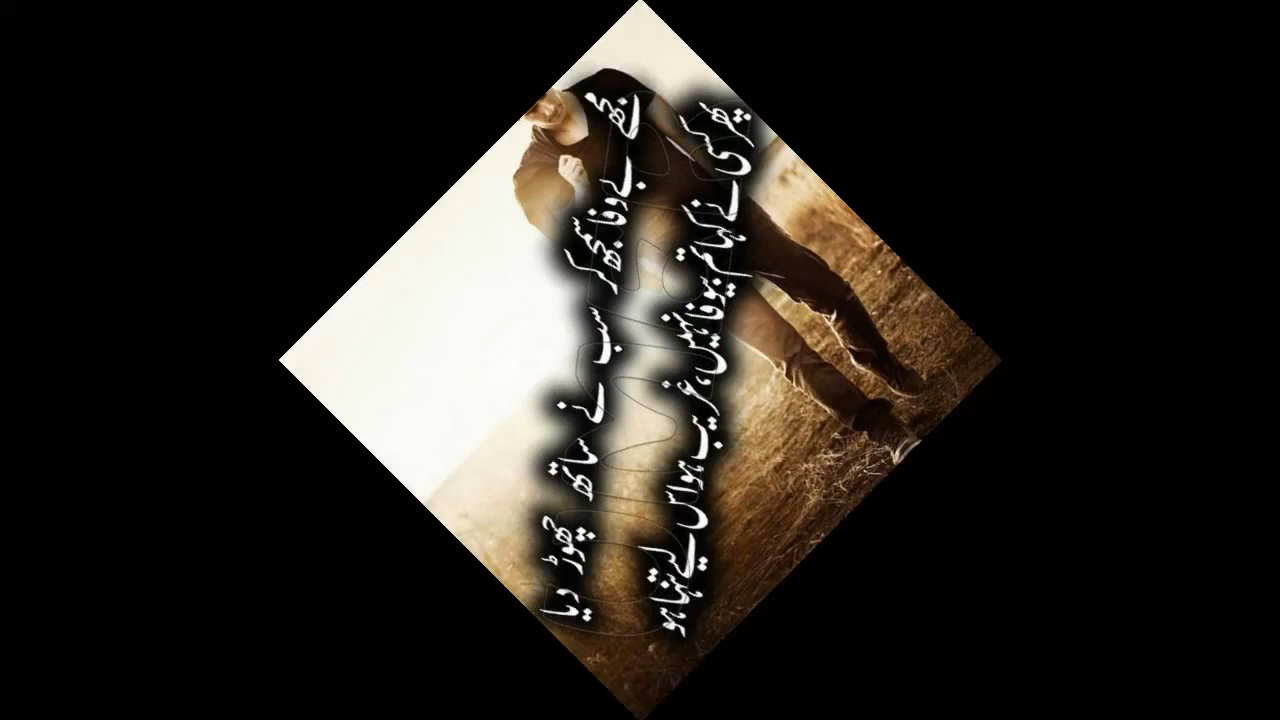 مجھے بے وفا سمجھ کر سب نے ساتھ چھوڑ دیا
پھر کسی نے کہا تم بیوفا نہیں، غریب ہو اس لیے تنہا ہو